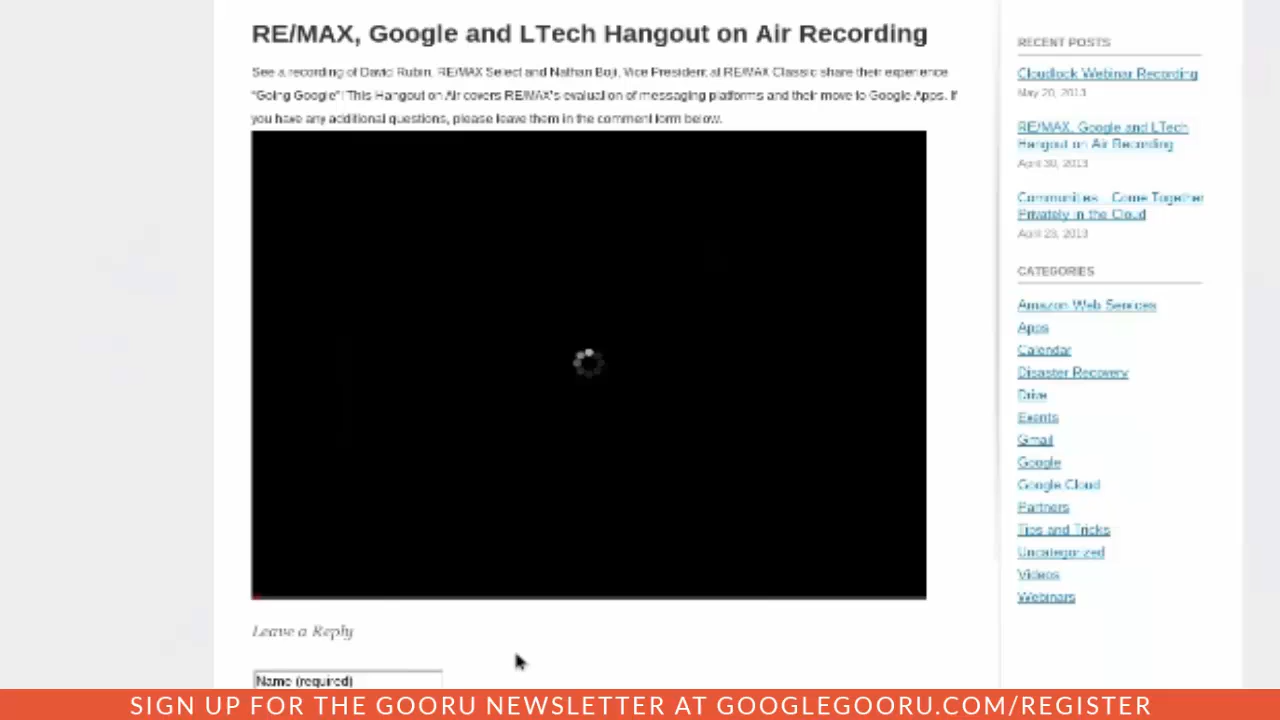 RE/MAX, Google and LTech Hangout on Air Recording
See a recording of David Rubin, RE/MAX Select and Nathan Boji, Vice President at RE/MAX Classic share their experience
"Going Google"! This Hangout on Air covers RE/MAX's evaluation of messaging platforms and their move to Google Apps. If
you have any additional questions, please leave them in the comment form below.
Leave a Reply
Name (required)
RECENT POSTS
Cloudlock Webinar Recording
May 20, 2013
RE/MAX, Google and LTech
Hangout on Air Recording
April 30, 2013
Communities Come Together
Privately in the Cloud
April 23, 2013
CATEGORIES
Amazon Web Services
Apps
Calendar
Disaster Recovery
Drive
Events
Gmail
Google
Google Cloud
Partners
Tips and Tricks
Uncategorized
Videos
Webinars
SIGN UP FOR THE GOORU NEWSLETTER AT GOOGLEGOORU.COM/REGISTER